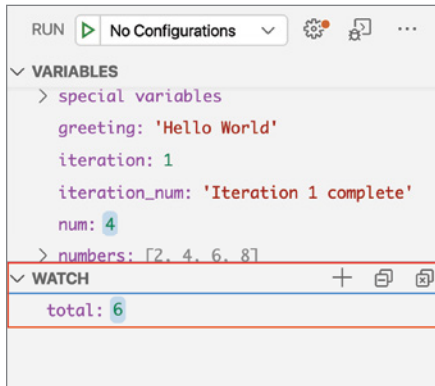 RUN No Configurations
VARIABLES
special variables
greeting: 'Hello World'
iteration: 1
iteration_num: 'Iteration 1 complete'
num: 4
numbers: [2, 4, 6, 8]
WATCH
total: 6